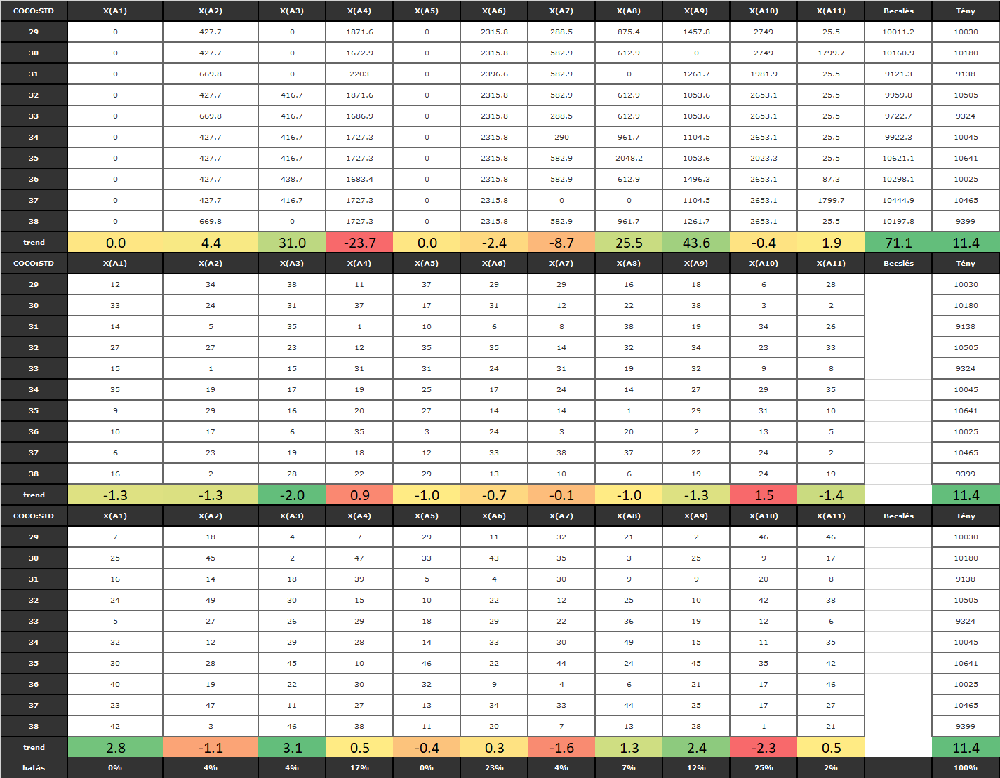 COCO:STD X(A1) X(A2) X(A3) X(A4) X(A5) X(A6) X(A7) X(A8) X(A9) X(A10) X(A11) Becslés Tény
29 0 427.7 0 1871.6 0 2315.8 288.5 875.4 1457.8 2749 25.5 10011.2 10030
30 0 427.7 0 1672.9 0 2315.8 582.9 612.9 0 2749 1799.7 10160.9 10180
31 0 669.8 0 2203 0 2396.6 582.9 0 1261.7 1981.9 25.5 9121.3 9138
32 0 427.7 416.7 1871.6 0 2315.8 582.9 612.9 1053.6 2653.1 25.5 9959.8 10505
33 0 669.8 416.7 1686.9 0 2315.8 288.5 612.9 1053.6 2653.1 25.5 9722.7 9324
34 0 427.7 416.7 1727.3 0 2315.8 290 961.7 1104.5 2653.1 25.5 9922.3 10045
35 0 427.7 416.7 1727.3 0 2315.8 582.9 2048.2 1053.6 2023.3 25.5 10621.1 10641
36 0 427.7 438.7 1683.4 0 2315.8 582.9 612.9 1496.3 2653.1 87.3 10298.1 10025
37 0 427.7 416.7 1727.3 0 2315.8 0 0 1104.5 2653.1 1799.7 10444.9 10465
38 0 669.8 0 1727.3 0 2315.8 582.9 961.7 1261.7 2653.1 25.5 10197.8 9399
trend 0.0 4.4 31.0 -23.7 0.0 -2.4 -8.7 25.5 43.6 -0.4 1.9 71.1 11.4
COCO:STD X(A1) X(A2) X(A3) X(A4) X(A5) X(A6) X(A7) X(A8) X(A9) X(A10) X(A11) Becslés Tény
29 12 34 38 11 37 29 29 16 18 6 28 10030
30 33 24 31 37 17 31 12 22 38 3 2 10180
31 14 5 35 1 10 6 8 38 19 34 26 9138
32 27 27 23 12 35 35 14 32 34 23 33 10505
33 15 1 15 31 31 24 31 19 32 9 8 9324
34 35 19 17 19 25 17 24 14 27 29 35 10045
35 9 29 16 20 27 14 14 1 29 31 10 10641
36 10 17 6 35 3 24 3 20 2 13 5 10025
37 6 23 19 18 12 33 38 37 22 24 2 10465
38 16 2 28 22 29 13 10 6 19 24 19 9399
trend -1.3 -1.3 -2.0 0.9 -1.0 -0.7 -0.1 -1.0 -1.3 1.5 -1.4 11.4
COCO:STD X(A1) X(A2) X(A3) X(A4) X(A5) X(A6) X(A7) X(A8) X(A9) X(A10) X(A11) Becslés Tény
29 7 18 4 7 29 11 32 21 2 46 46 10030
30 25 45 2 47 33 43 35 3 25 9 17 10180
31 16 14 18 39 5 4 30 9 9 20 8 9138
32 24 49 30 15 10 22 12 25 10 42 38 10505
33 5 27 26 29 18 29 22 36 19 12 6 9324
34 32 12 29 28 14 33 30 49 15 11 35 10045
35 30 28 45 10 46 22 44 24 45 35 42 10641
36 40 19 22 30 32 9 4 6 21 17 46 10025
37 23 47 11 27 13 34 33 44 25 17 27 10465
38 42 3 46 38 11 20 7 13 28 1 21 9399
trend 2.8 -1.1 3.1 0.5 -0.4 0.3 -1.6 1.3 2.4 -2.3 0.5 11.4
hatás 0% 4% 4% 17% 0% 23% 4% 7% 12% 25% 2% 100%